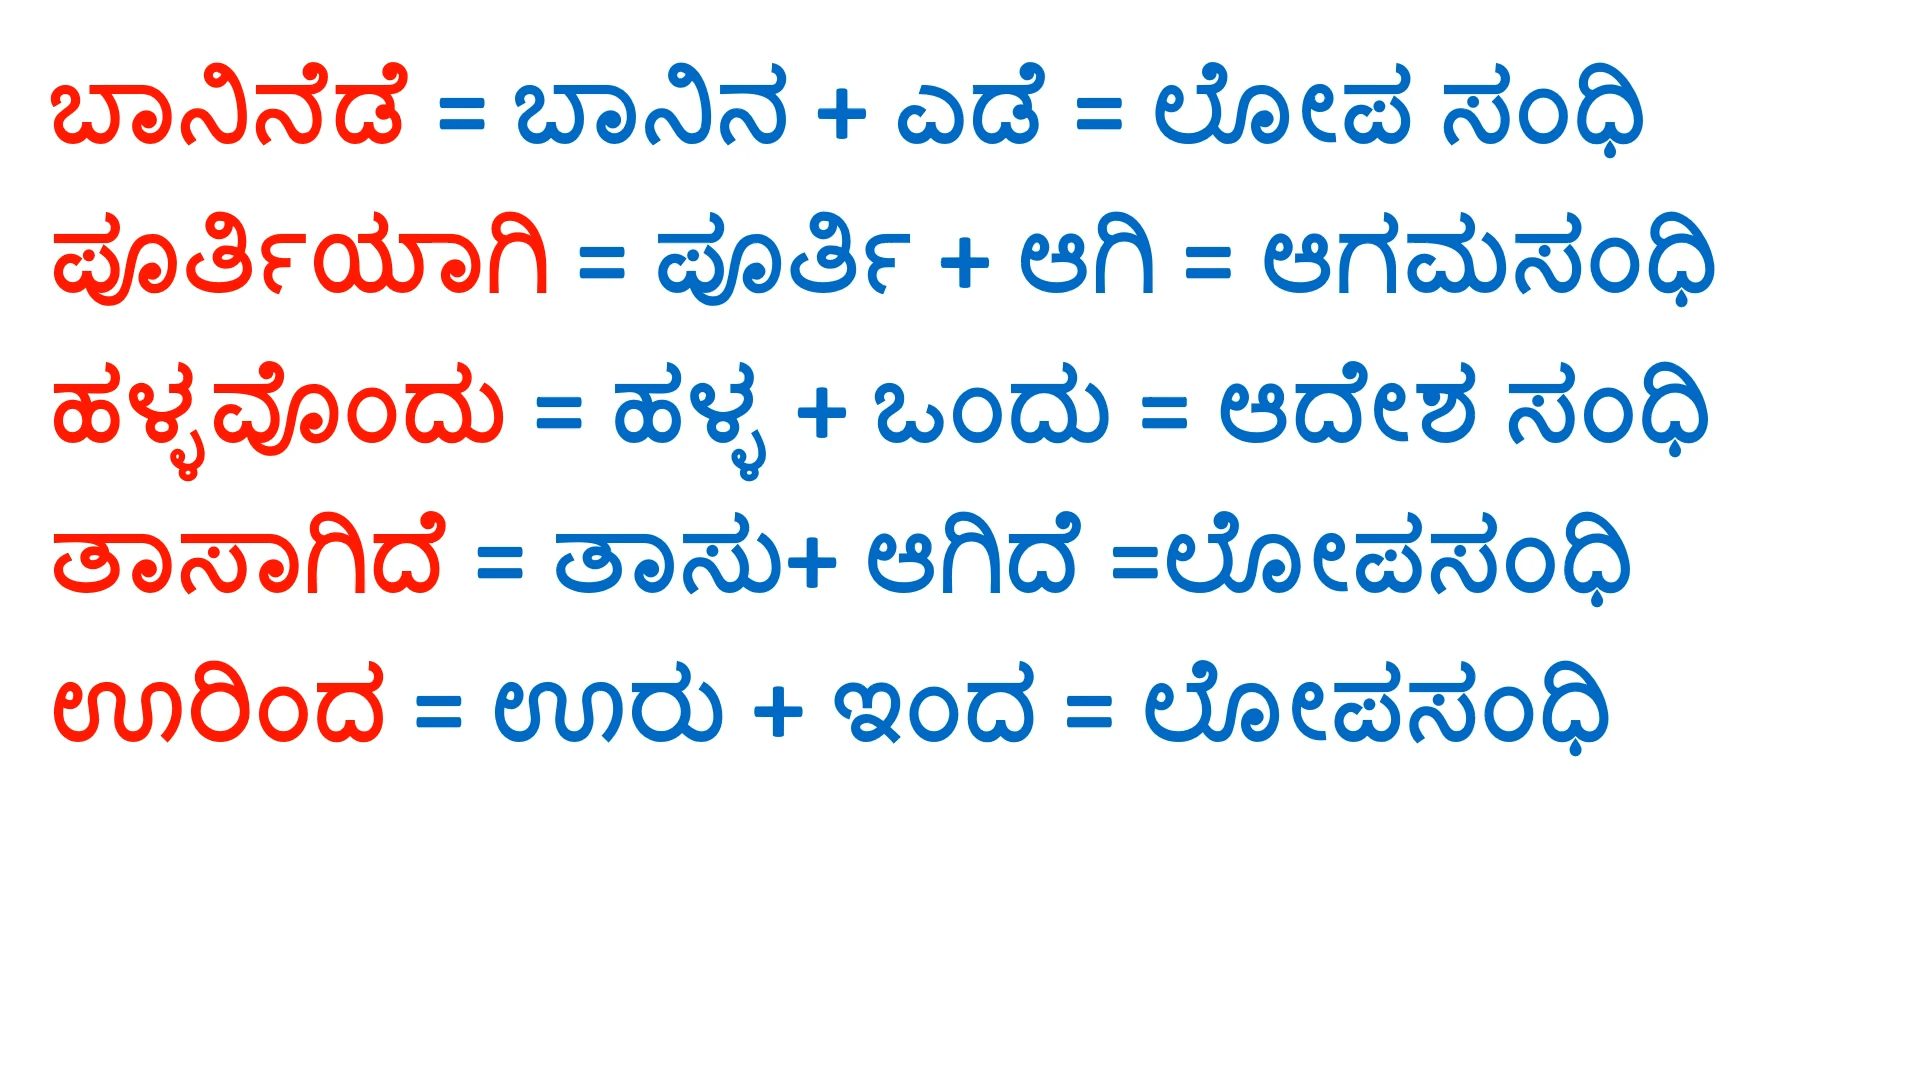 ಬಾನಿನೆಡೆ = ಬಾನಿನ + ಎಡೆ = ಲೋಪ ಸಂಧಿ
ಪೂರ್ತಿಯಾಗಿ = ಪೂರ್ತಿ + ಆಗಿ = ಆಗಮಸಂಧಿ
ಹಳ್ಳವೊಂದು = ಹಳ್ಳ + ಒಂದು = ಆದೇಶ ಸಂಧಿ
ತಾಸಾಗಿದೆ = ತಾಸು+ ಆಗಿದೆ =ಲೋಪಸಂಧಿ
ಊರಿಂದ = ಊರು + ಇಂದ = ಲೋಪಸಂಧಿ